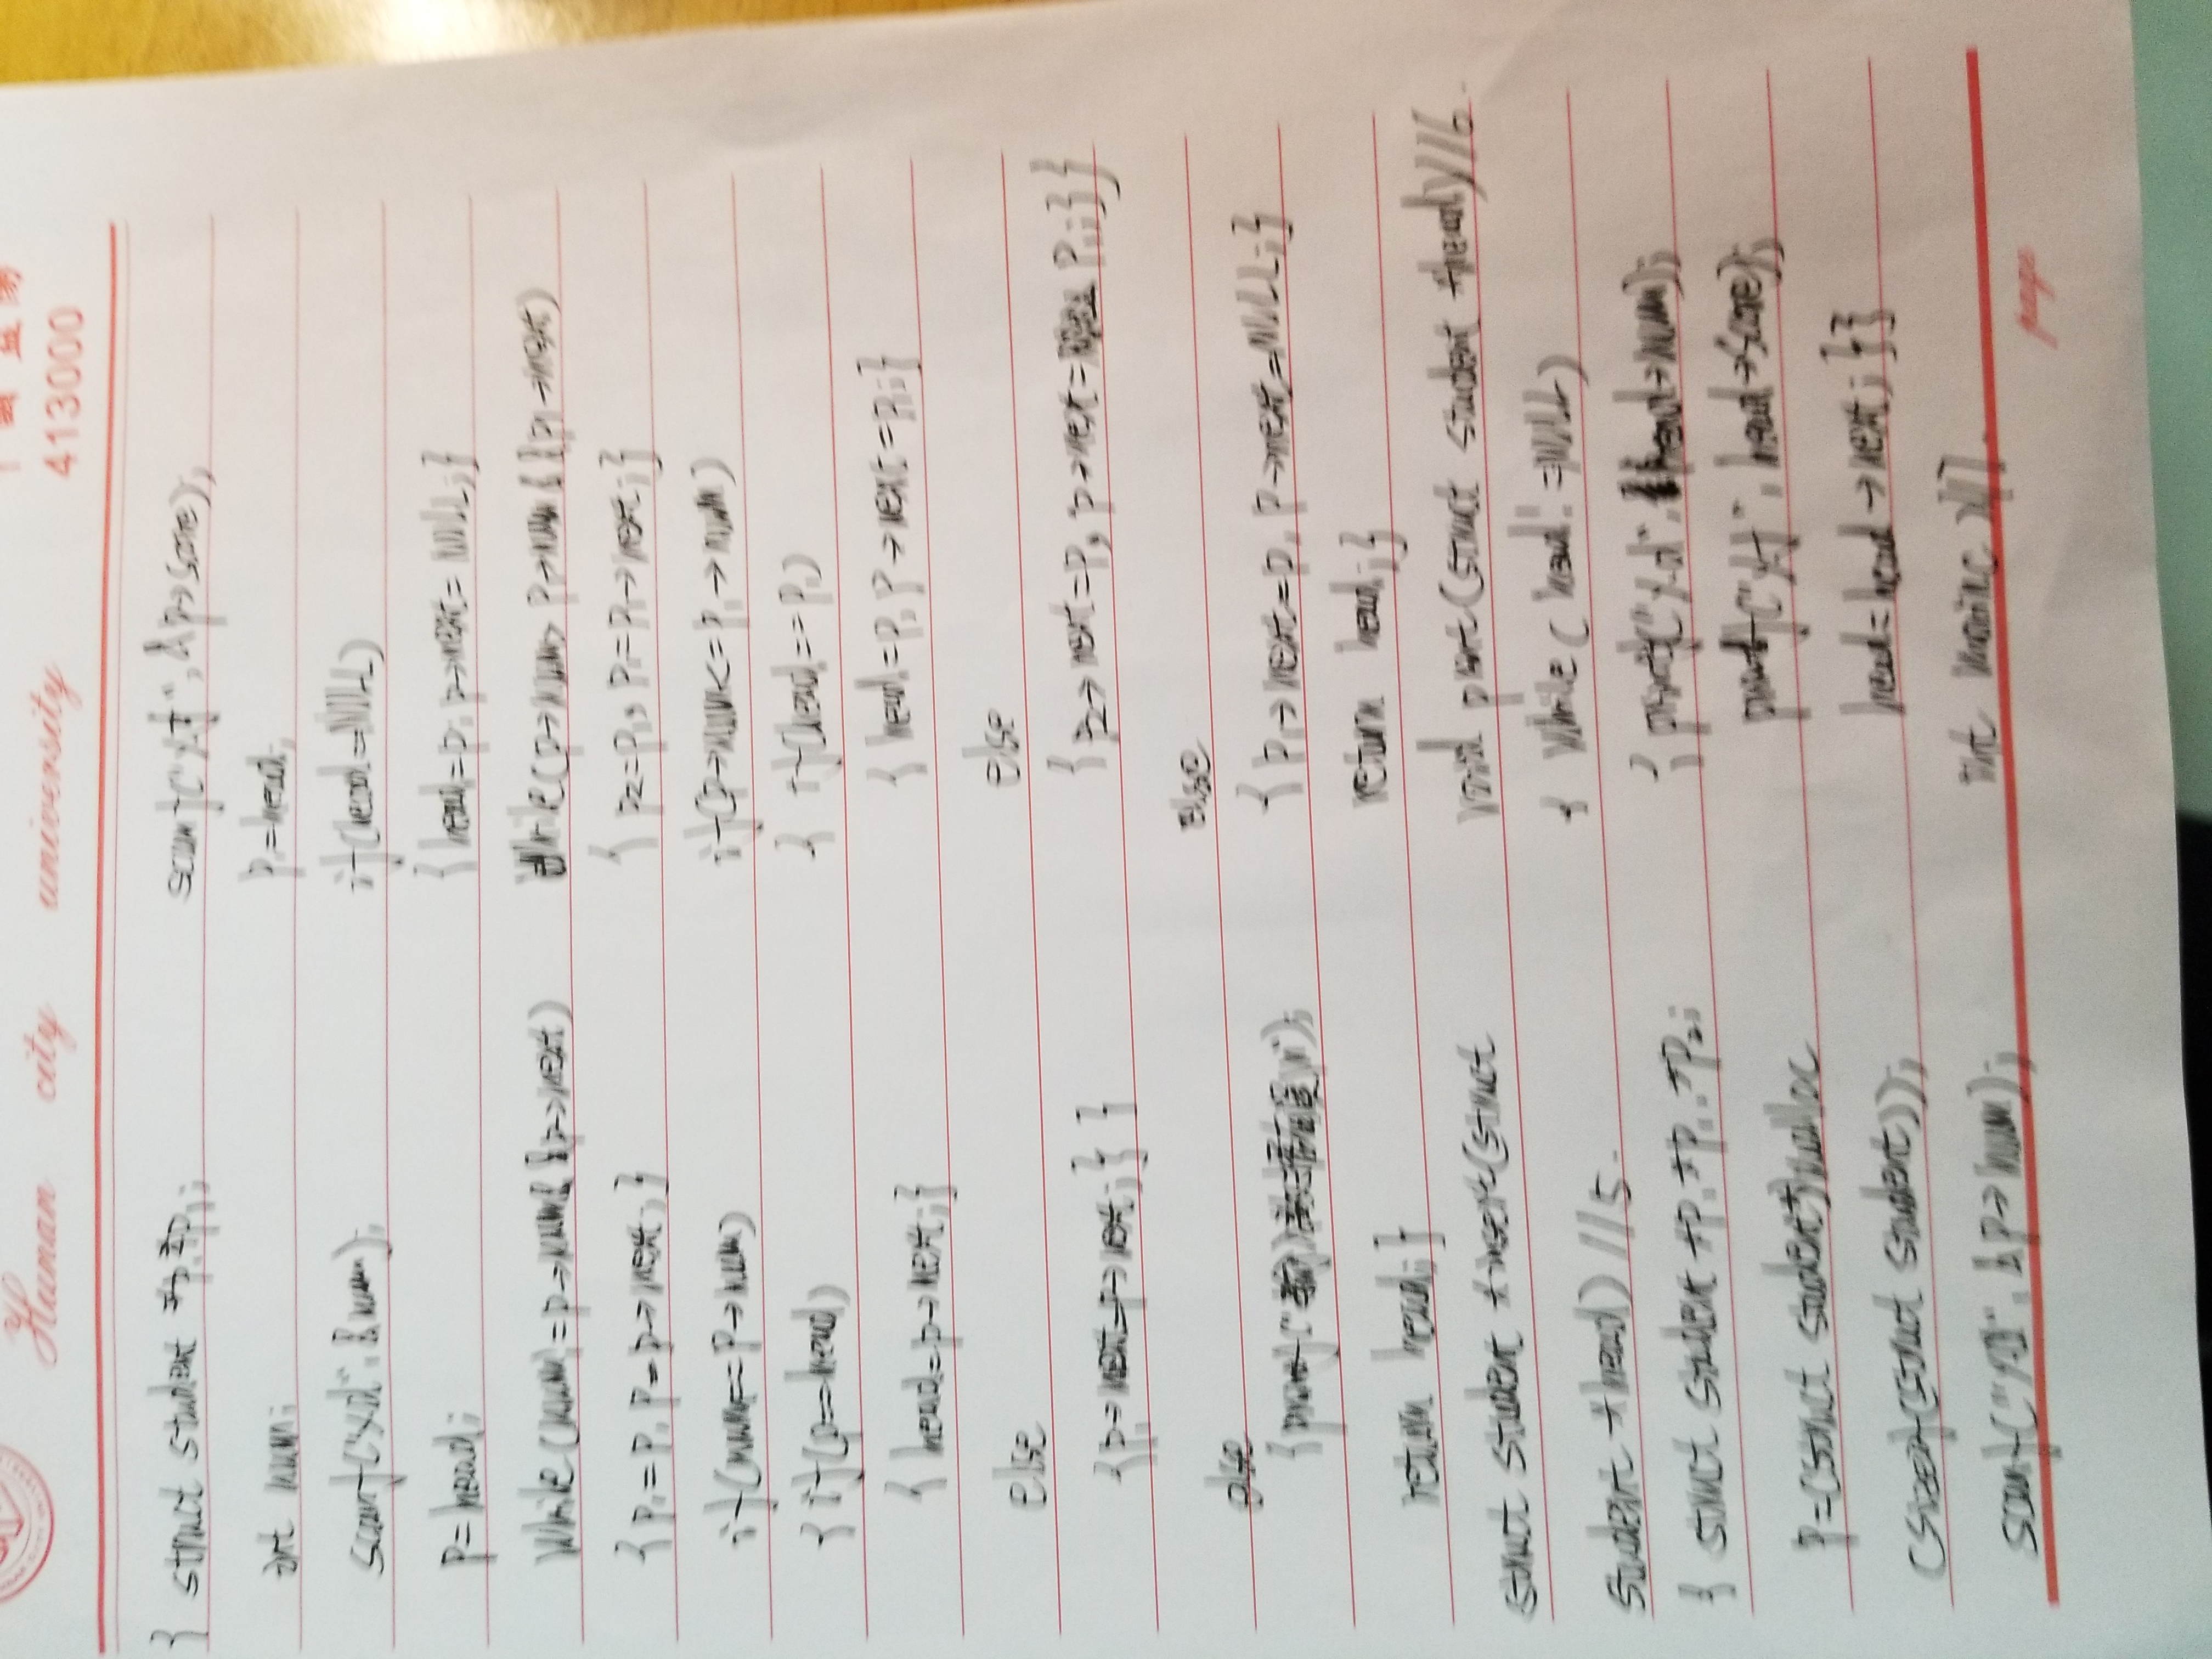 Hunan city university
413000
{ struct student *p,*p1;
int num;
scanf("%d",&num);
p=head;
while(num!=p->num&&p->next)
{p1=p, p=p->next;}
if(num==p->num)
{ if(p==head)
{ head=p->next;}
else
{p1->next=p->next;} }
else
{printf("
return head;}
struct student *insert(struct
student *head) //5.
{ struct student *p,*p1,*p2;
p=(struct student*)malloc
(sizeof(struct student));
scanf("%d",&p->num);
scanf("%f",&p->score);
p1=head;
if(head==NULL)
{head=p; p->next=NULL;}
while(p->num>p1->num&&p1->next)
{ p2=p1, p1=p1->next;}
if(p->num<=p1->num)
{ if(head==p1)
{ head=p, p->next=p1;}
else
{p2->next=p, p->next= p1;}}
else
{p1->next=p, p->next=NULL;}
return head;}
void print(struct student *head)//6.
{ while( head!=NULL)
{ printf("%d", head->num);
printf("%f", head->score);
head=head->next;}}
int main( )//7.
page